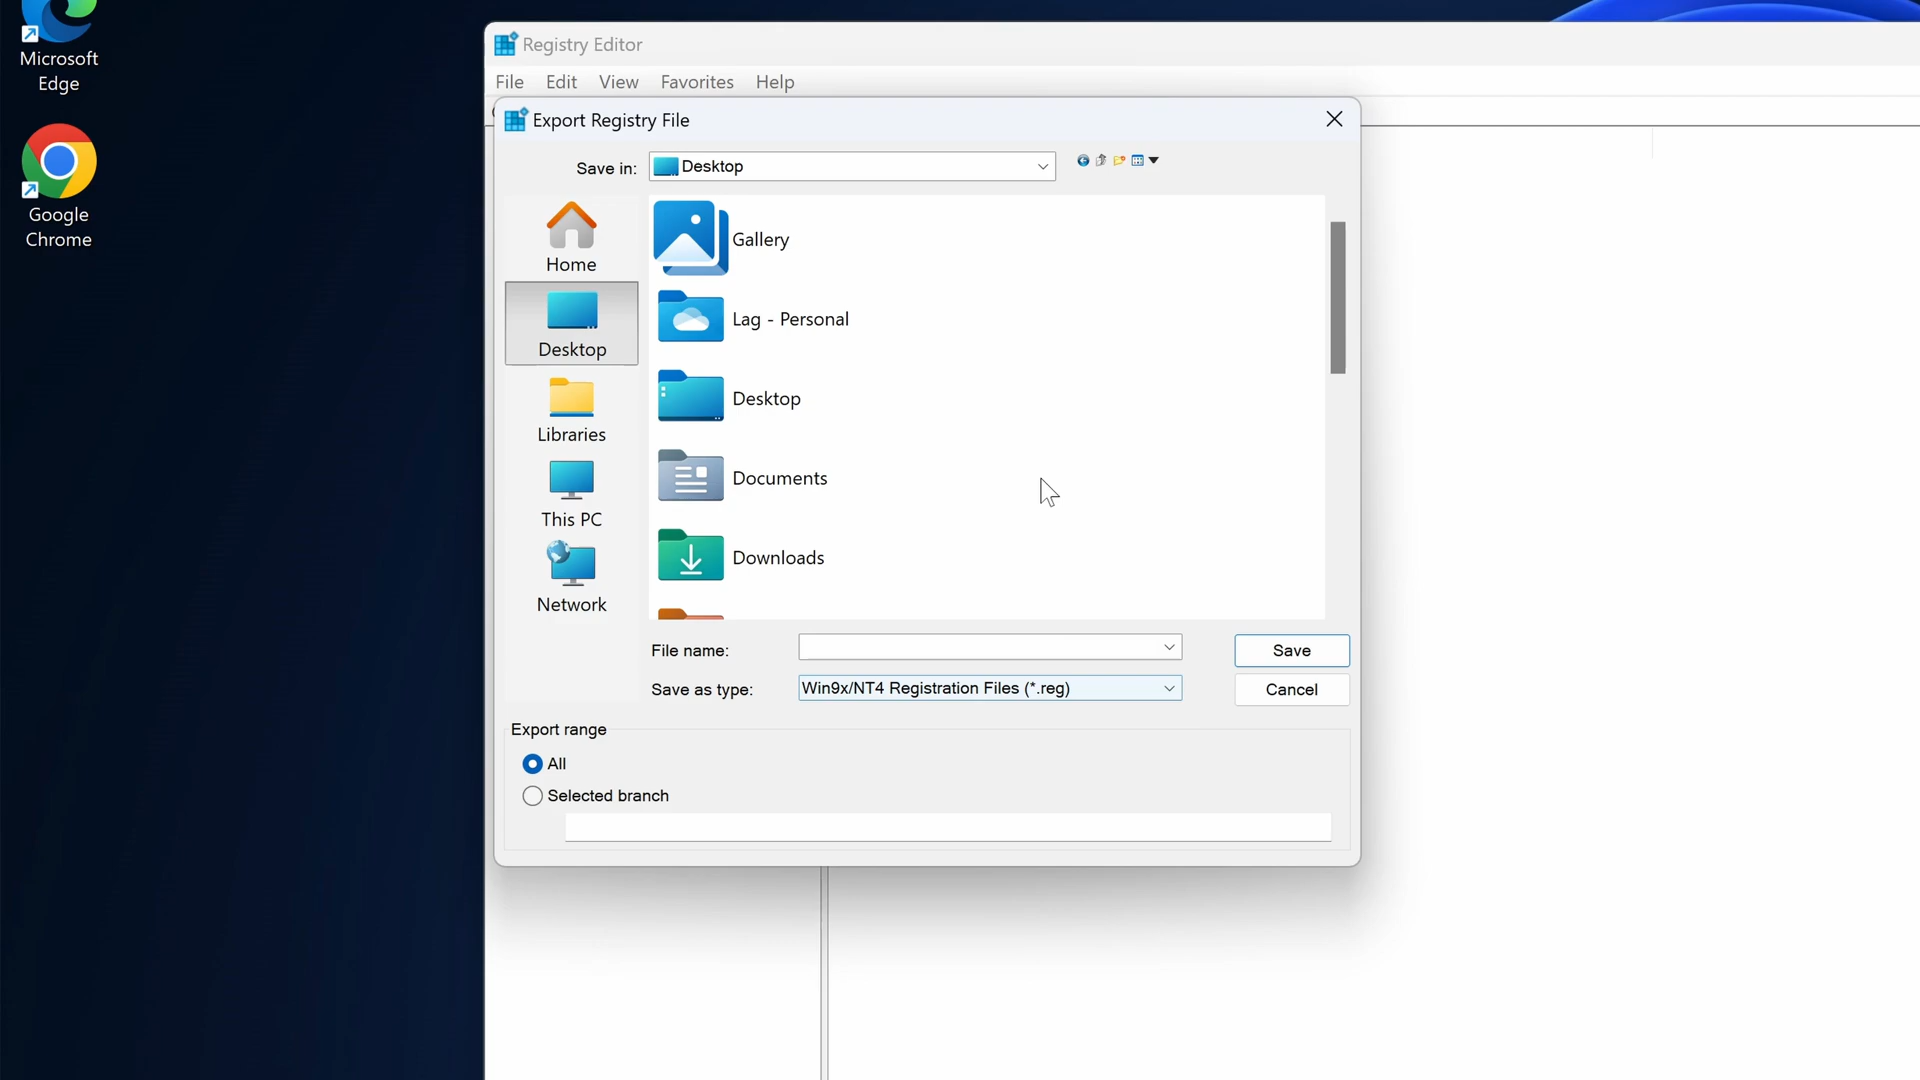 Microsoft
Edge
Google
Chrome
Registry Editor
File Edit View Favorites Help
Export Registry File
Save in: Desktop
Home
Desktop
Libraries
This PC
Network
Gallery
Lag - Personal
Desktop
Documents
Downloads
File name:
Save
Save as type: Win9x/NT4 Registration Files (*.reg)
Cancel
Export range
All
Selected branch